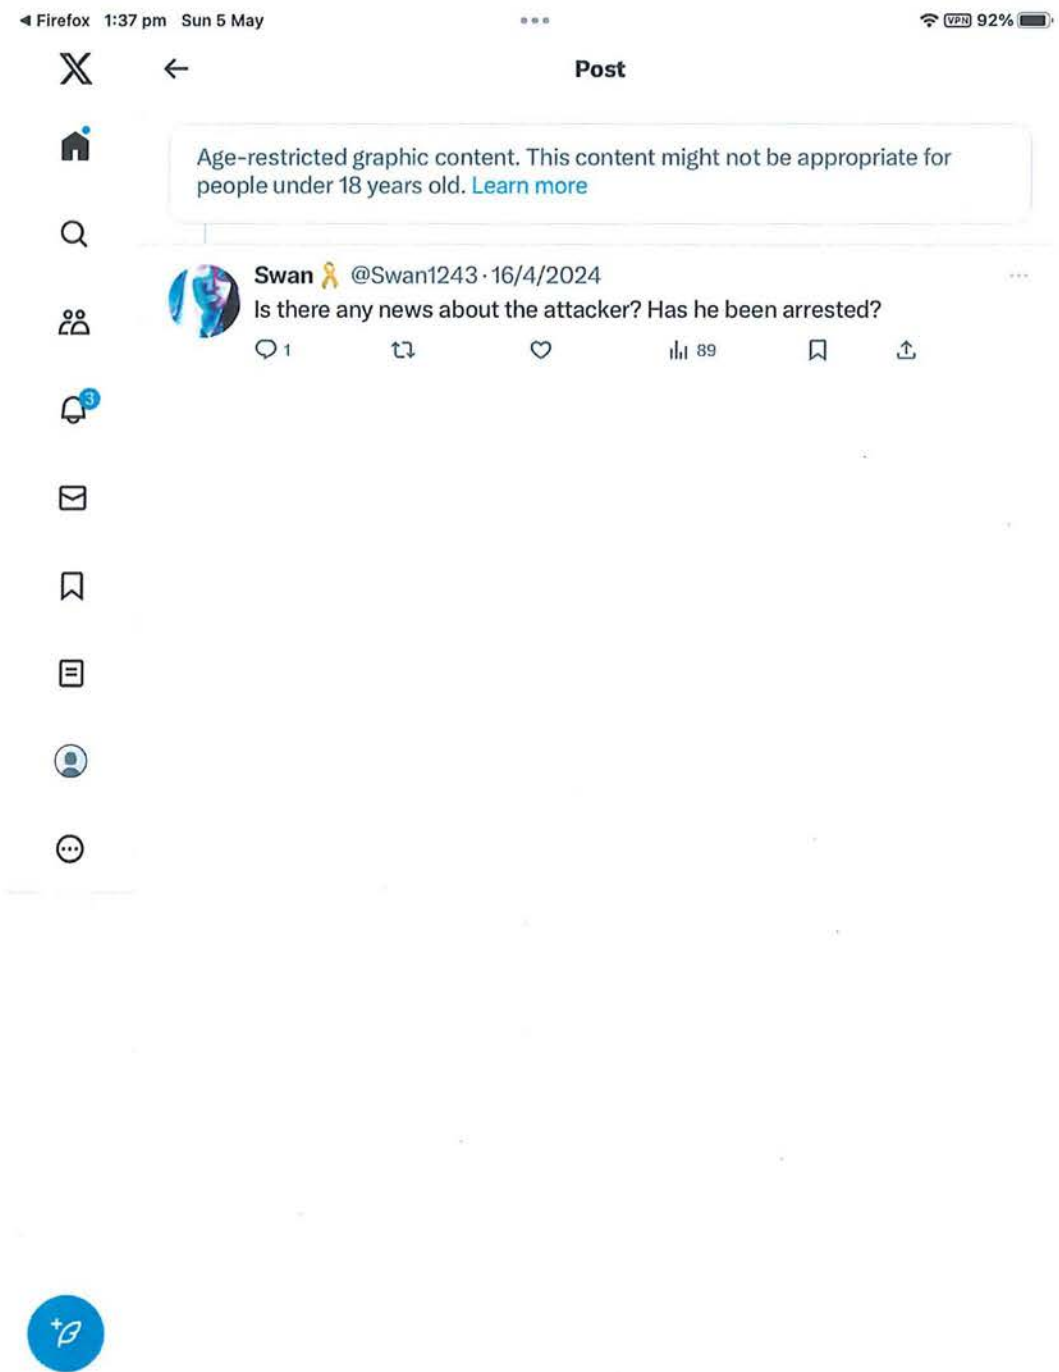 ◀ Firefox 1:37 pm Sun 5 May
VPN 92%
Post
Age-restricted graphic content. This content might not be appropriate for
people under 18 years old. Learn more
Swan 🎗 @Swan1243 · 16/4/2024
Is there any news about the attacker? Has he been arrested?
1 89
3